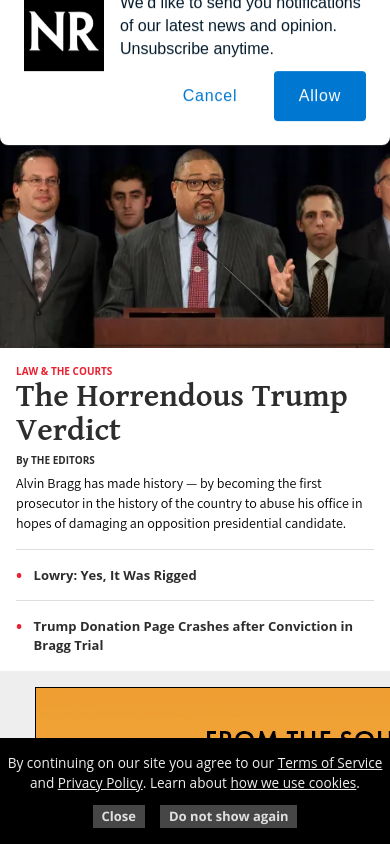 We'd like to send you notifications
NR
of our latest news and opinion.
Unsubscribe anytime.
Cancel
Allow
LAW & THE COURTS
The Horrendous Trump
Verdict
By THE EDITORS
Alvin Bragg has made history — by becoming the first
prosecutor in the history of the country to abuse his office in
hopes of damaging an opposition presidential candidate.
• Lowry: Yes, It Was Rigged
• Trump Donation Page Crashes after Conviction in
Bragg Trial
FROM THE
By continuing on our site you agree to our Terms of Service
and Privacy Policy. Learn about how we use cookies.
Close
Do not show again